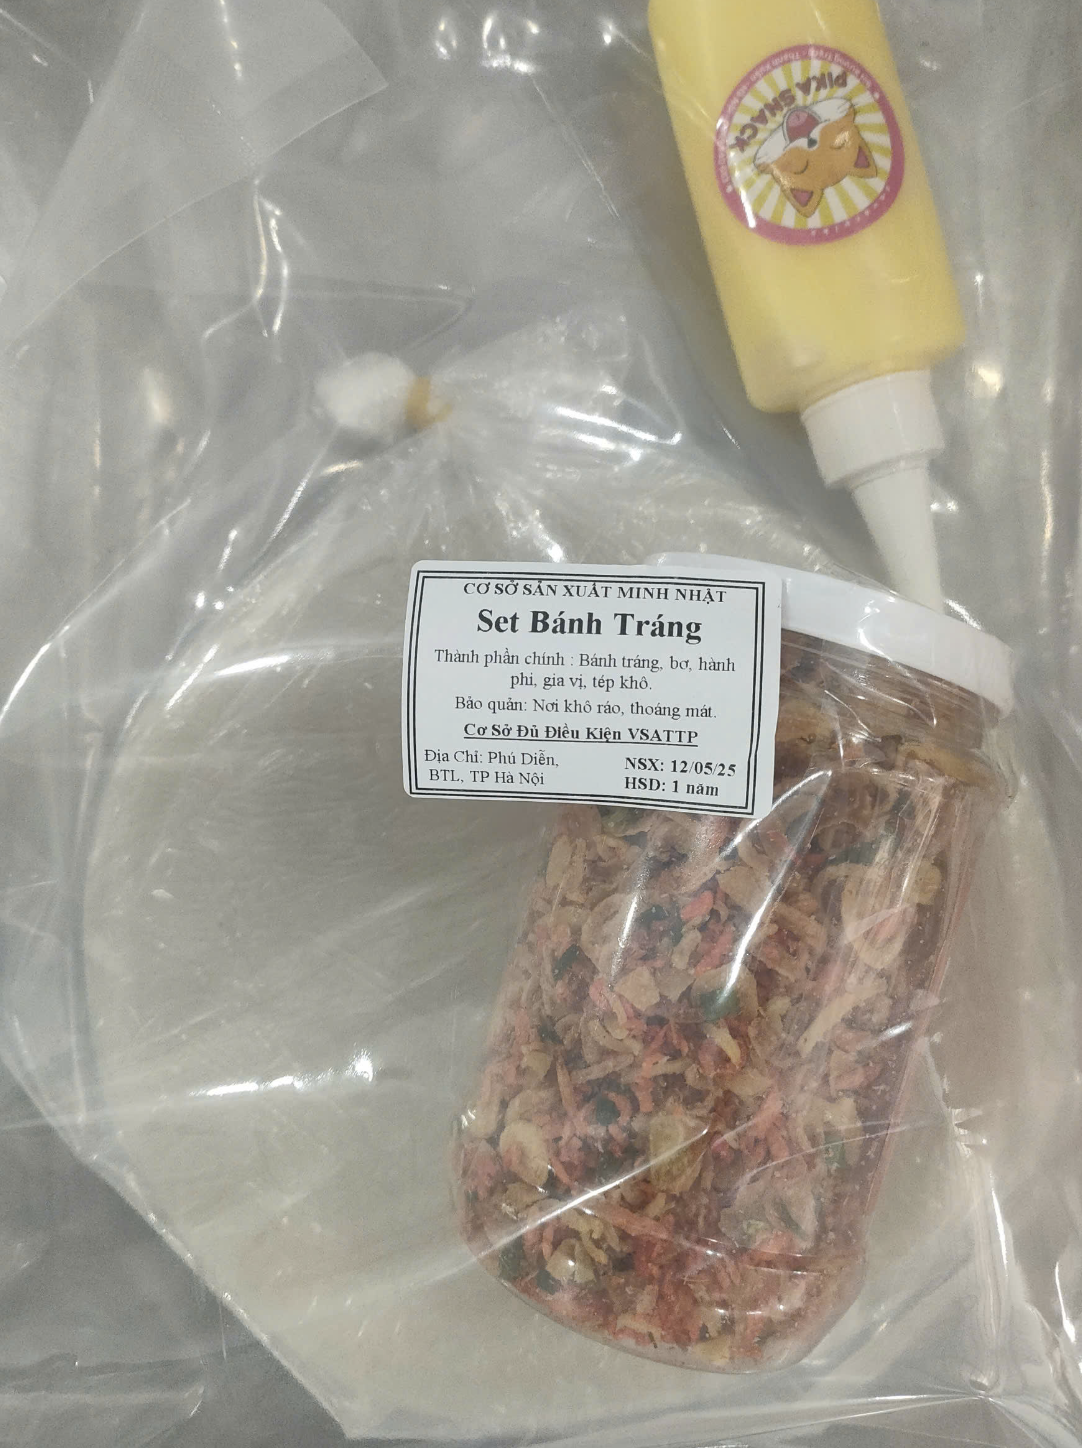 PIKA SHACK
CƠ SỞ SẢN XUẤT MINH NHẬT
Set Bánh Tráng
Thành phần chính : Bánh tráng, bơ, hành
phi, gia vị, tép khô.
Bảo quản: Nơi khô ráo, thoáng mát.
Cơ Sở Đủ Điều Kiện VSATTP
Địa Chỉ: Phú Diễn,
BTL, TP Hà Nội
NSX: 12/05/25
HSD: 1 năm